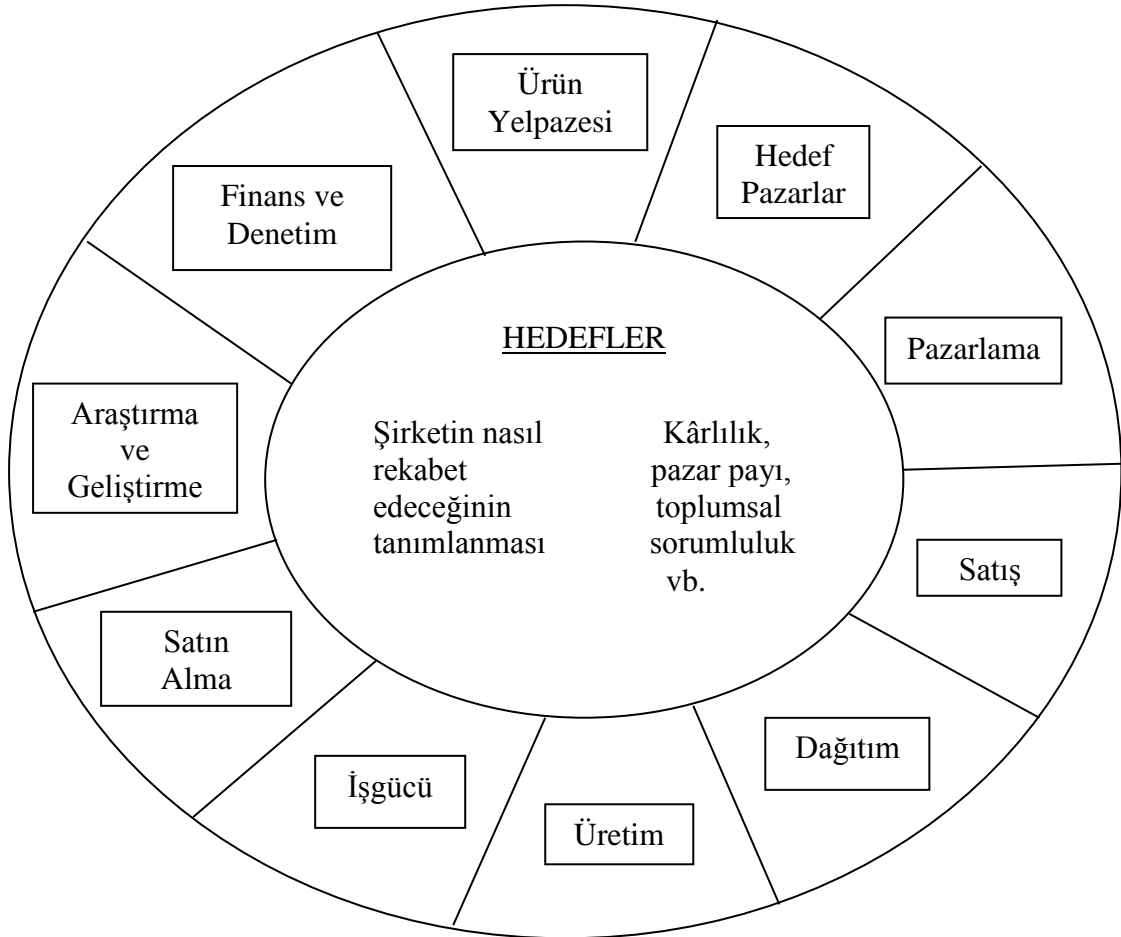 Ürün
Yelpazesi
Hedef
Pazarlar
Finans ve
Denetim
HEDEFLER
Pazarlama
Araştırma
ve
Geliştirme
Şirketin nasıl
rekabet
edeceğinin
tanımlanması
Kârlılık,
pazar payı,
toplumsal
sorumluluk
vb.
Satış
Satın
Alma
Dağıtım
İşgücü
Üretim